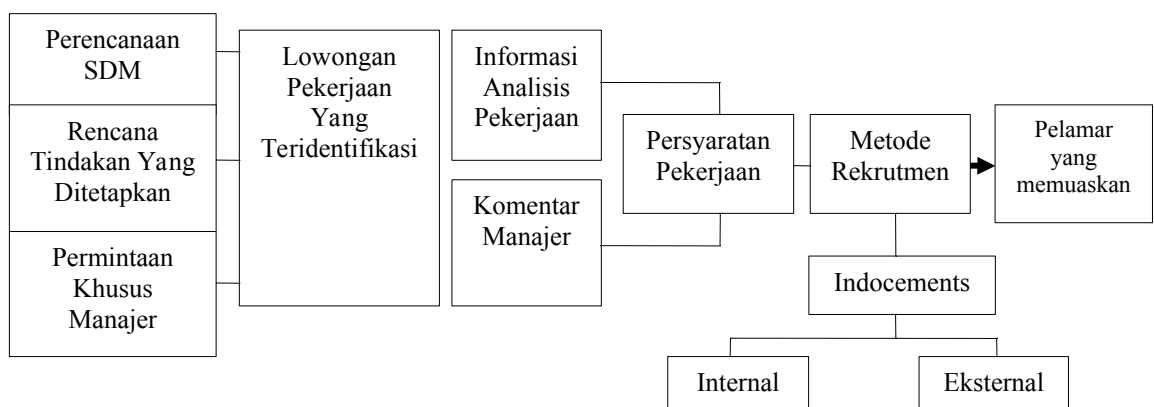 Perencanaan
SDM
Rencana
Tindakan Yang
Ditetapkan
Permintaan
Khusus
Manajer
Lowongan
Pekerjaan
Yang
Teridentifikasi
Informasi
Analisis
Pekerjaan
Komentar
Manajer
Persyaratan
Pekerjaan
Metode
Rekrutmen
Pelamar
yang
memuaskan
Indocements
Internal
Eksternal